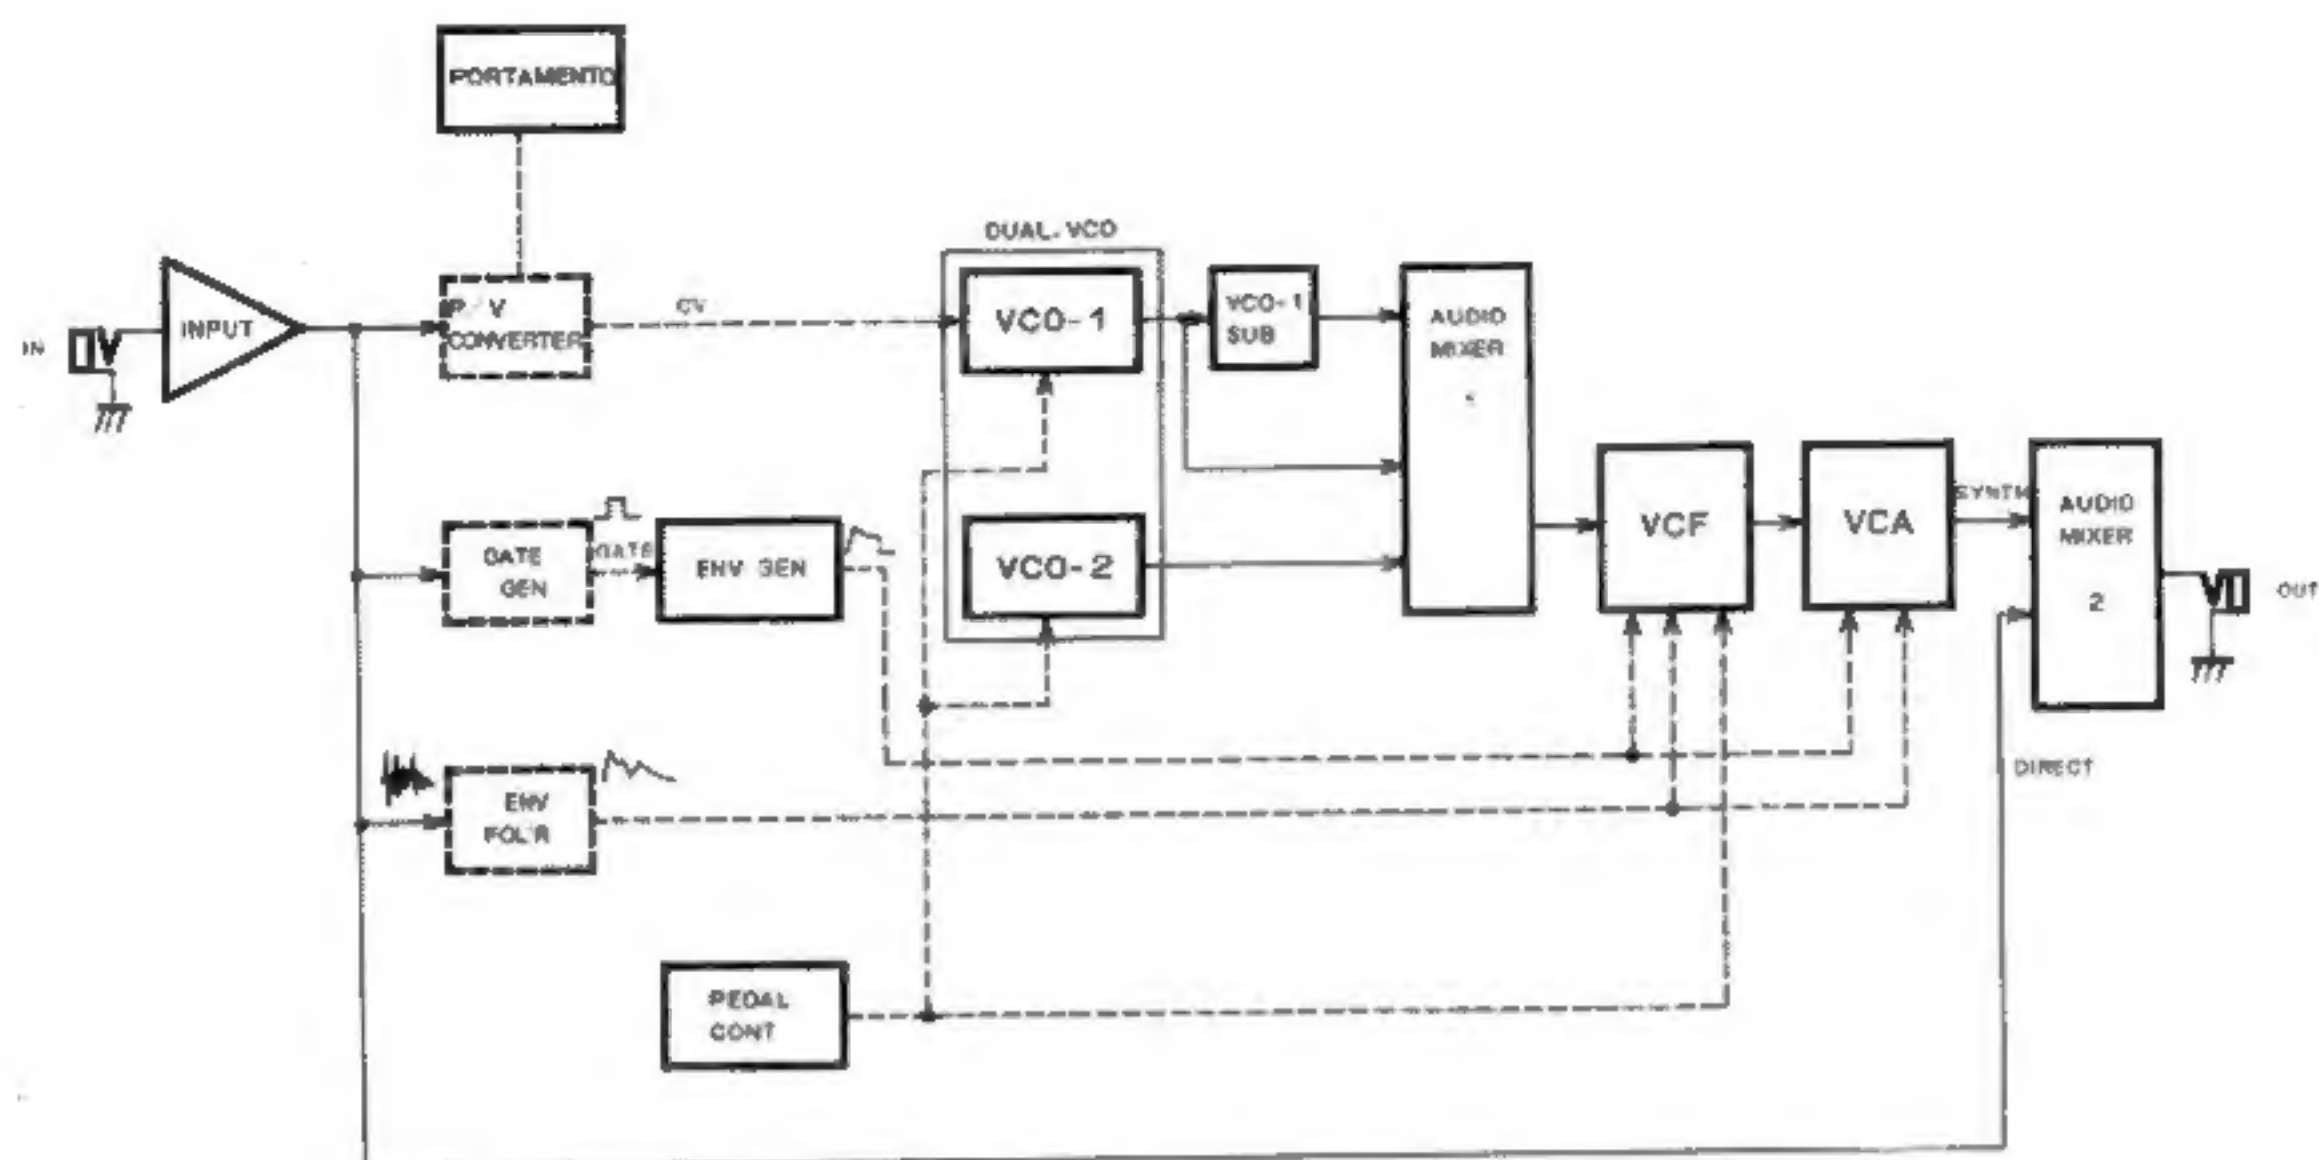 PORTAMENTO
DUAL. VCO
IN
INPUT
P/V
CONVERTER
CV
VCO-1
VCO-1
SUB
AUDIO
MIXER
GATE
GEN
GATE
ENV GEN
VCO-2
VCF
VCA
SYNTH
AUDIO
MIXER
2
OUT
ENV
FOL'R
DIRECT
PEDAL
CONT